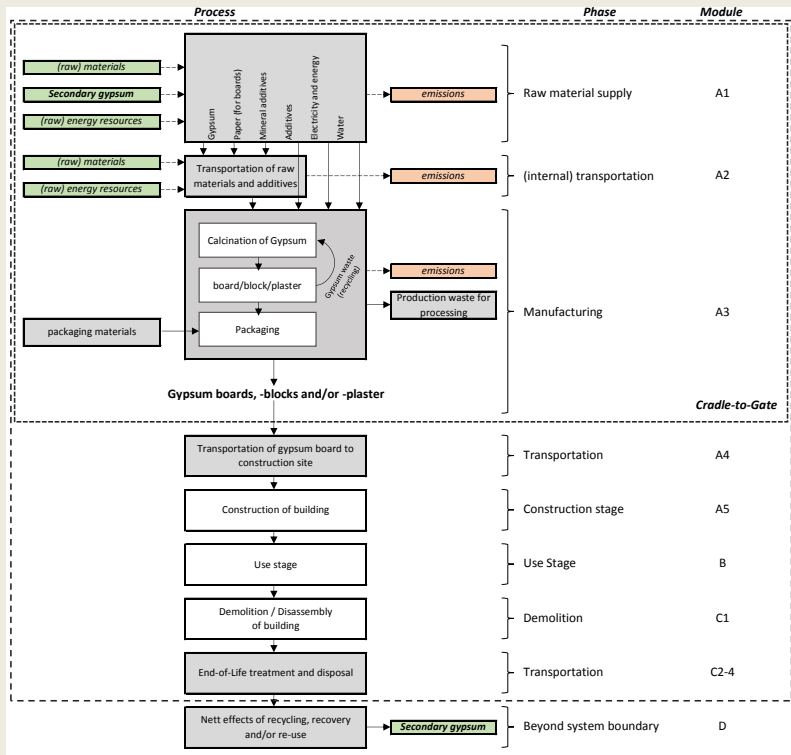 Process Phase Module
(raw) materials
Secondary gypsum
(raw) energy resources
Gypsum
Paper (for boards)
Mineral additives
Additives
Electricity and energy
Water
emissions
Raw material supply
A1
(raw) materials
(raw) energy resources
Transportation of raw
materials and additives
emissions
(internal) transportation
A2
Calcination of Gypsum
board/block/plaster
Packaging
Gypsum waste
(recycling)
emissions
Production waste for
processing
packaging materials
Manufacturing
A3
Gypsum boards, -blocks and/or -plaster
Cradle-to-Gate
Transportation of gypsum board to
construction site
Transportation
A4
Construction of building
Construction stage
A5
Use stage
Use Stage
B
Demolition / Disassembly
of building
Demolition
C1
End-of-Life treatment and disposal
Transportation
C2-4
Nett effects of recycling, recovery
and/or re-use
Secondary gypsum
Beyond system boundary
D